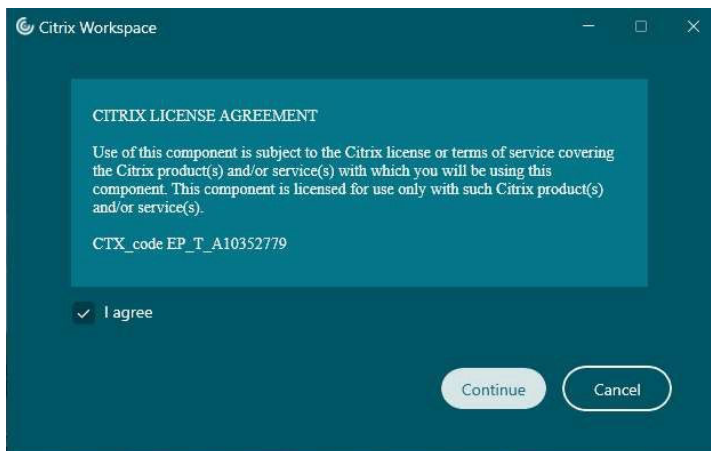 Citrix Workspace
CITRIX LICENSE AGREEMENT
Use of this component is subject to the Citrix license or terms of service covering
the Citrix product(s) and/or service(s) with which you will be using this
component. This component is licensed for use only with such Citrix product(s)
and/or service(s).
CTX_code EP_T_A10352779
I agree
Continue
Cancel